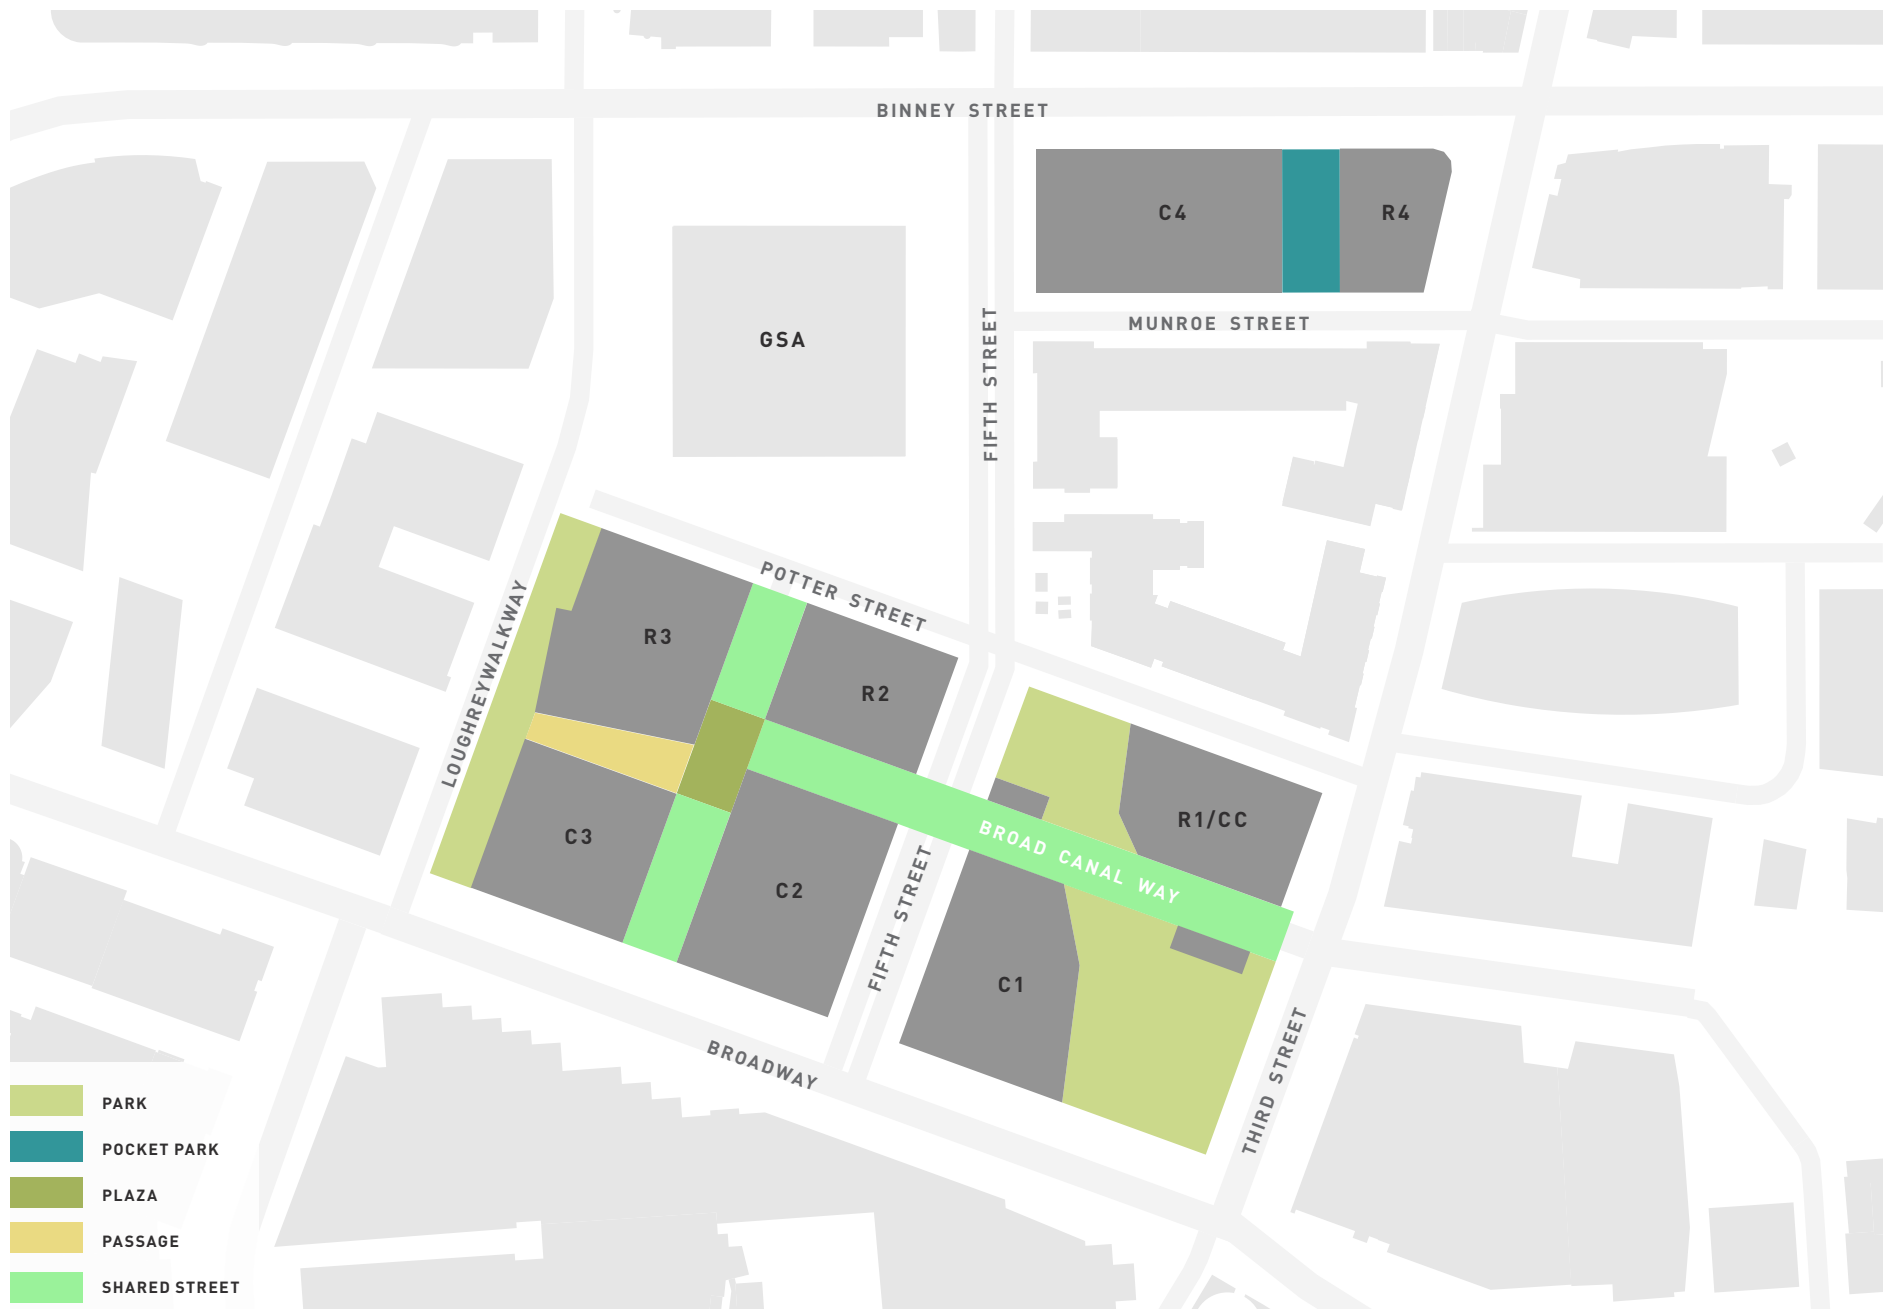 BINNEY STREET
C4
R4
MUNROE STREET
GSA
FIFTH STREET
POTTER STREET
LOUGHREYWALKWAY
R3
R2
R1/CC
BROAD CANAL WAY
C3
C2
FIFTH STREET
C1
BROADWAY
THIRD STREET
PARK
POCKET PARK
PLAZA
PASSAGE
SHARED STREET